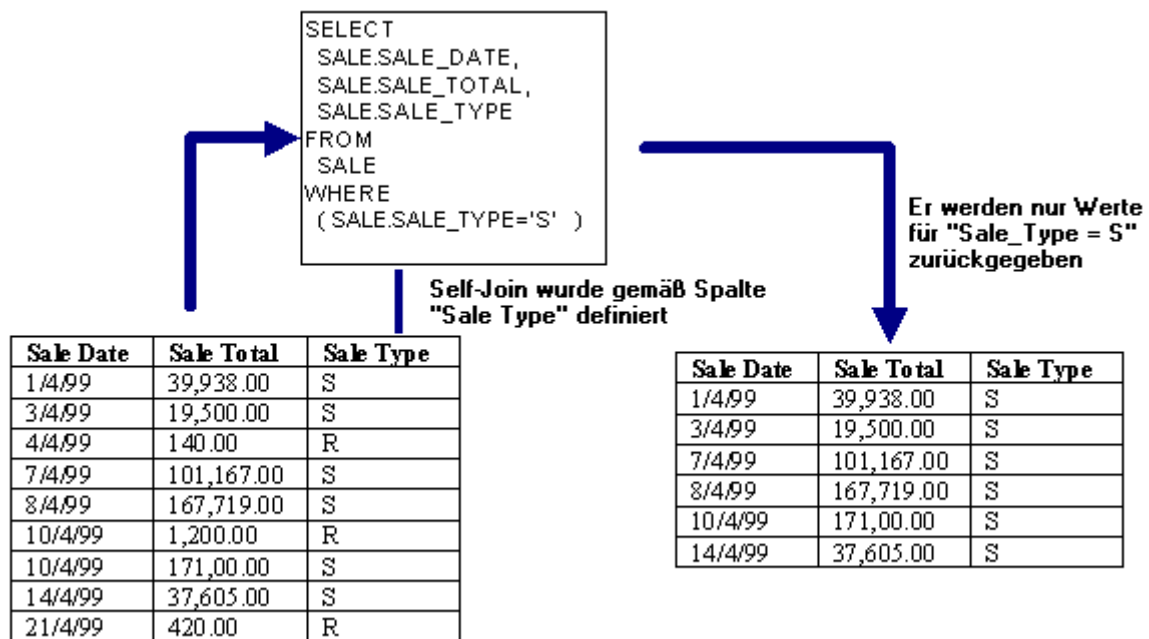 SELECT
SALE.SALE_DATE,
SALE.SALE_TOTAL,
SALE.SALE_TYPE
FROM
SALE
WHERE
( SALE.SALE_TYPE='S' )
Er werden nur Werte
für "Sale_Type = S"
zurückgegeben
Self-Join wurde gemäß Spalte
"Sale Type" definiert
Sale Date Sale Total Sale Type
1/4/99 39,938.00 S
3/4/99 19,500.00 S
4/4/99 140.00 R
7/4/99 101,167.00 S
8/4/99 167,719.00 S
10/4/99 1,200.00 R
10/4/99 171,00.00 S
14/4/99 37,605.00 S
21/4/99 420.00 R
Sale Date Sale Total Sale Type
1/4/99 39,938.00 S
3/4/99 19,500.00 S
7/4/99 101,167.00 S
8/4/99 167,719.00 S
10/4/99 171,00.00 S
14/4/99 37,605.00 S